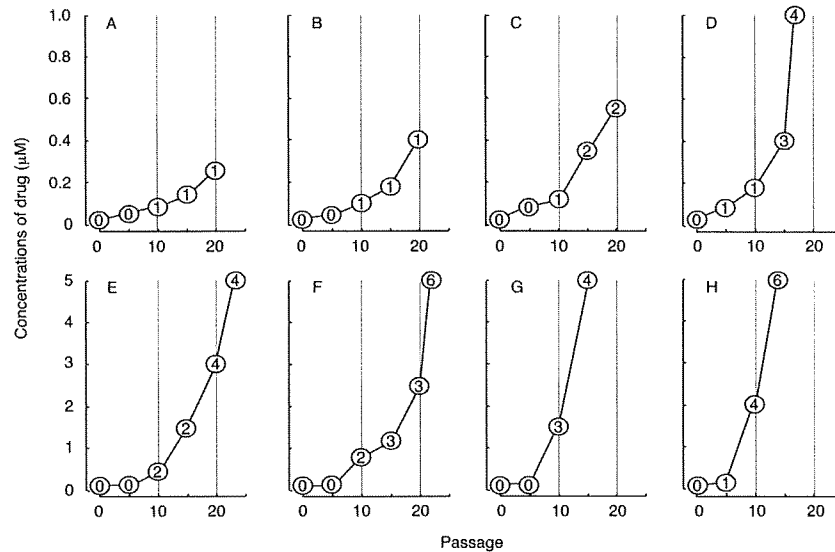 Concentrations of drug (µM)
A
B
C
D
1.0
0.8
0.6
0.4
0.2
0
0 0 1 1 1
0 0 1 1 1
0 0 1 2 2
0 1 1 3 4
0 10 20
0 10 20
0 10 20
0 10 20
E
F
G
H
5
4
3
2
1
0
0 0 2 2 4 4
0 0 2 3 3 6
0 0 3 4
0 1 4 6
0 10 20
0 10 20
0 10 20
0 10 20
Passage